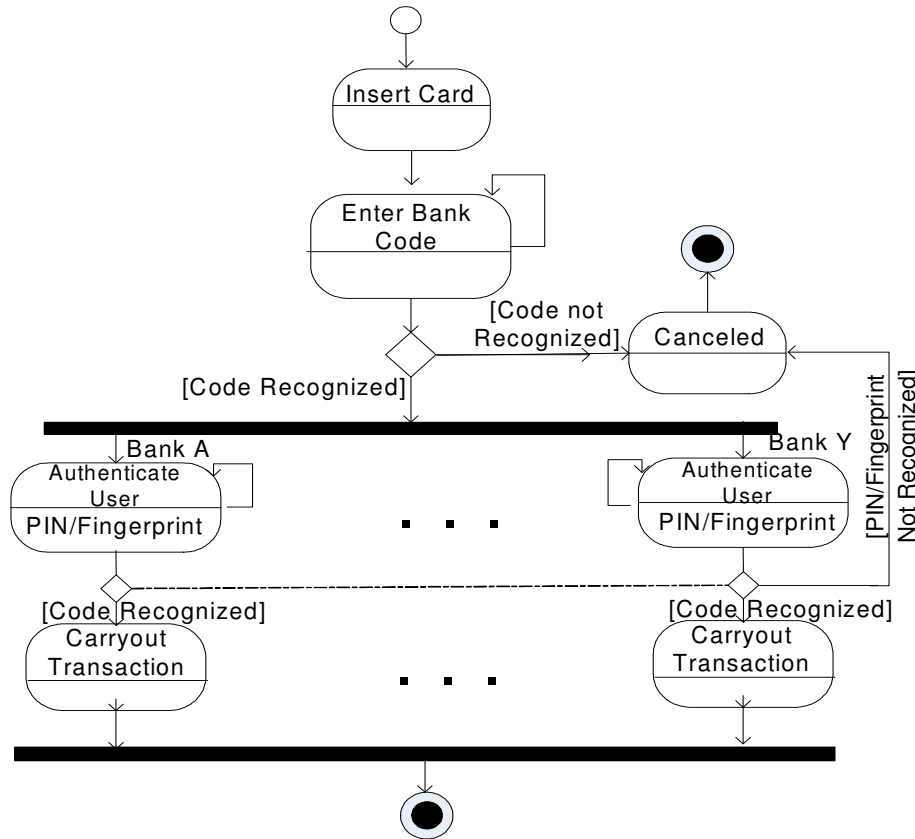 Insert Card
Enter Bank
Code
[Code not
Recognized]
Canceled
[Code Recognized]
Bank A
Bank Y
Authenticate
User
PIN/Fingerprint
Authenticate
User
PIN/Fingerprint
[PIN/Fingerprint
Not Recognized]
[Code Recognized]
[Code Recognized]
Carryout
Transaction
Carryout
Transaction